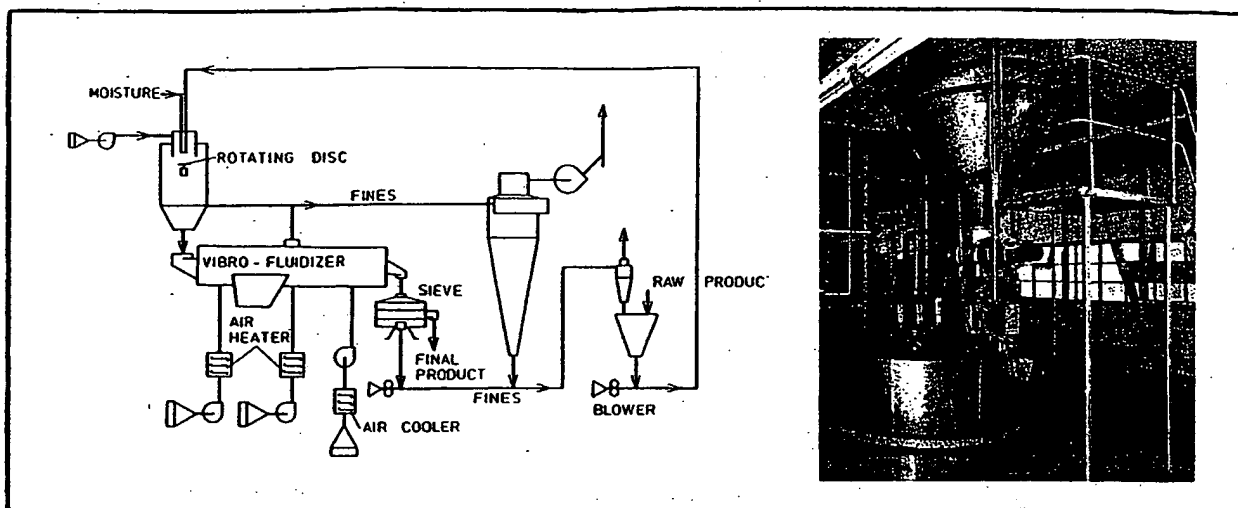 MOISTURE
ROTATING DISC
FINES
VIBRO - FLUIDIZER
SIEVE
RAW PRODUC
AIR
HEATER
FINAL
PRODUCT
FINES
BLOWER
AIR COOLER